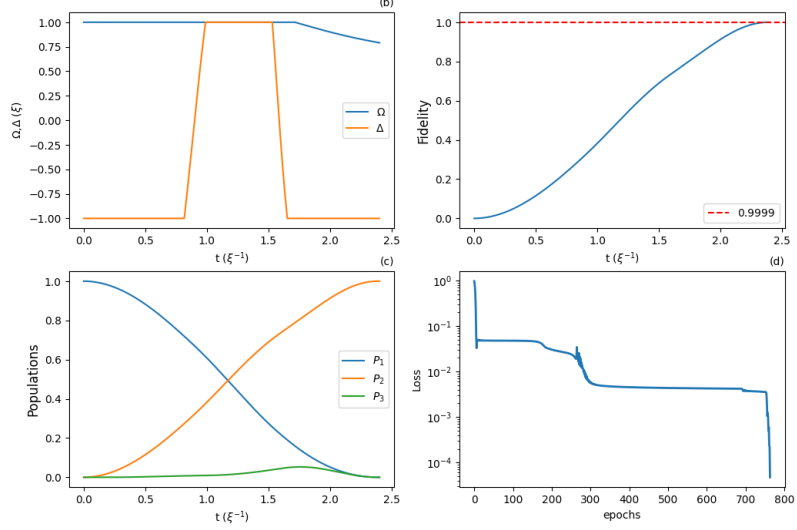 (b)
1.00
0.75
0.50
0.25
0.00
−0.25
−0.50
−0.75
−1.00
Ω,Δ (ξ)
Ω
Δ
0.0 0.5 1.0 1.5 2.0 2.5
t (ξ⁻¹)
1.0
0.8
0.6
0.4
0.2
0.0
Fidelity
0.9999
0.0 0.5 1.0 1.5 2.0 2.5
t (ξ⁻¹)
(c)
1.0
0.8
0.6
0.4
0.2
0.0
Populations
P₁
P₂
P₃
0.0 0.5 1.0 1.5 2.0 2.5
t (ξ⁻¹)
(d)
10⁰
10⁻¹
10⁻²
10⁻³
10⁻⁴
Loss
0 100 200 300 400 500 600 700 800
epochs